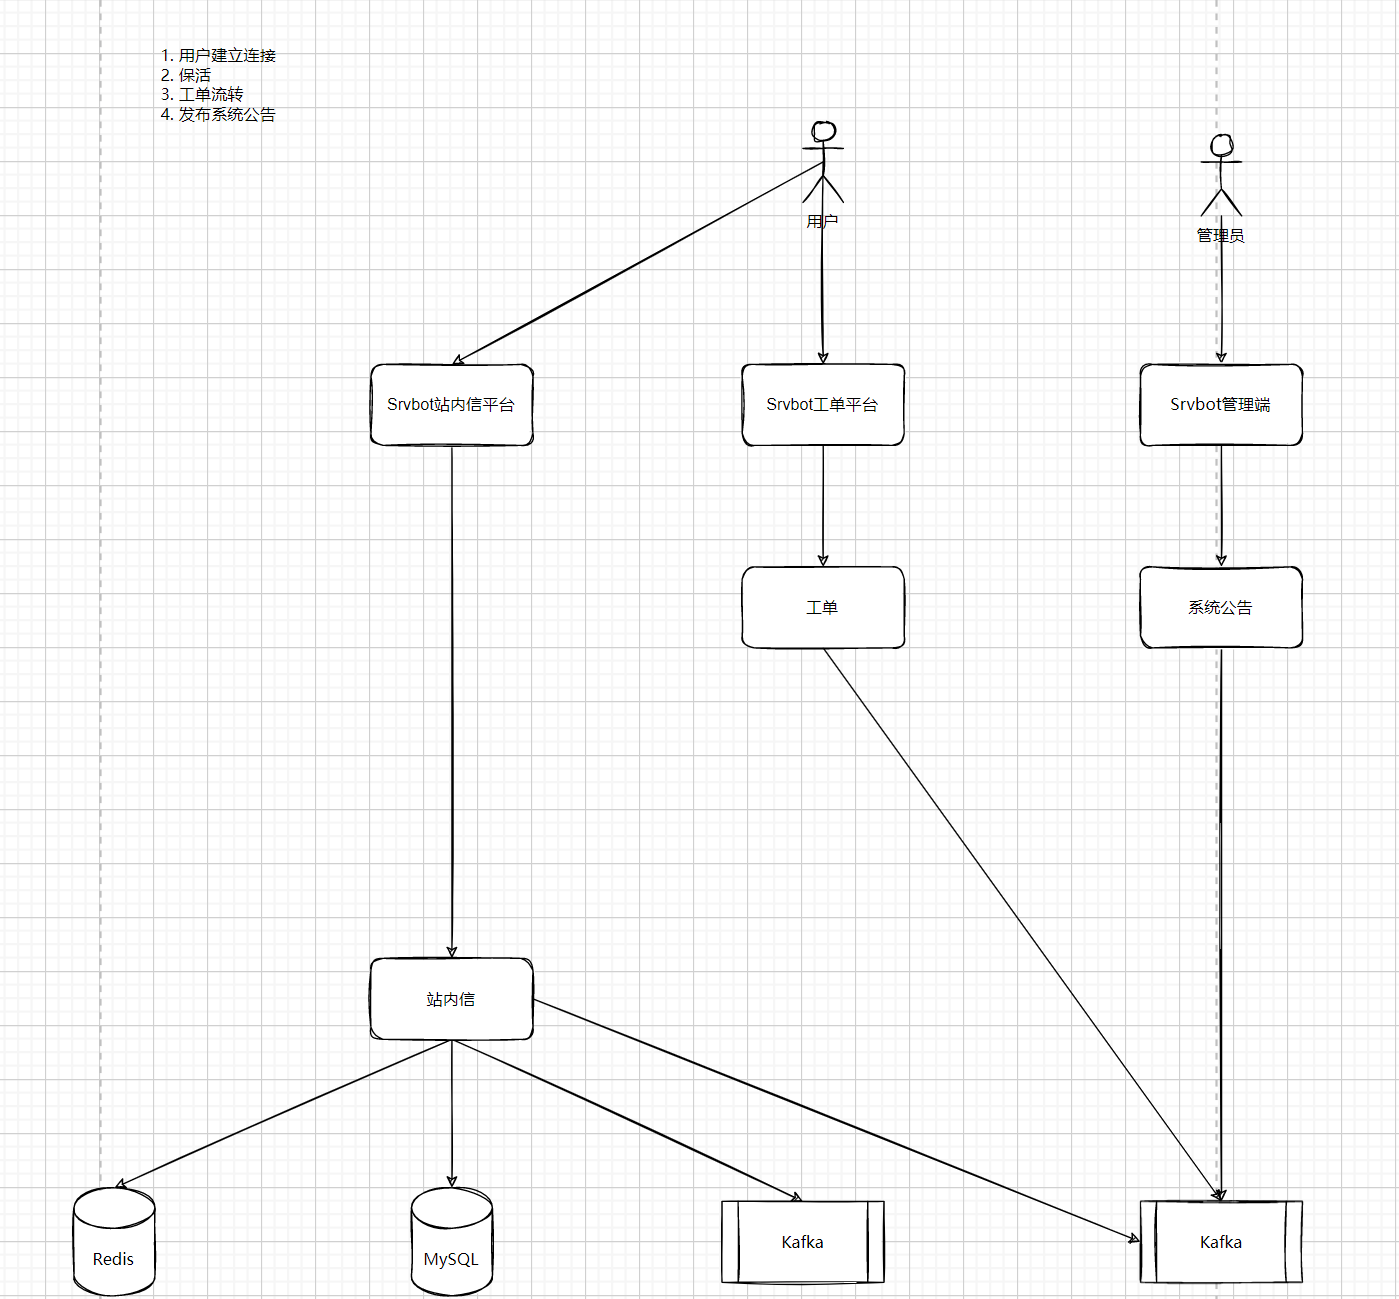 1. 用户建立连接
2. 保活
3. 工单流转
4. 发布系统公告
用户
管理员
Srvbot站内信平台
Srvbot工单平台
Srvbot管理端
工单
系统公告
站内信
Redis
MySQL
Kafka
Kafka